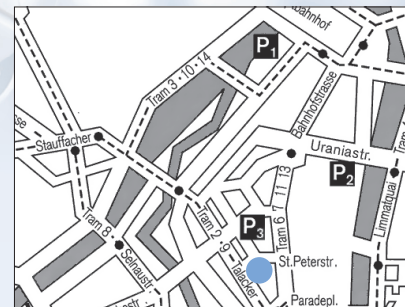 bahnhof
P1
Tram 3 · 10 · 14
Bahnhofstrasse
Stauffacher
Uraniastr.
P2
Tram 6 7 11 13
Limmatquai
P3
Tram 2 · 9
Talacker
Tram 8
Selnaustr.
St.Peterstr.
Paradepl.